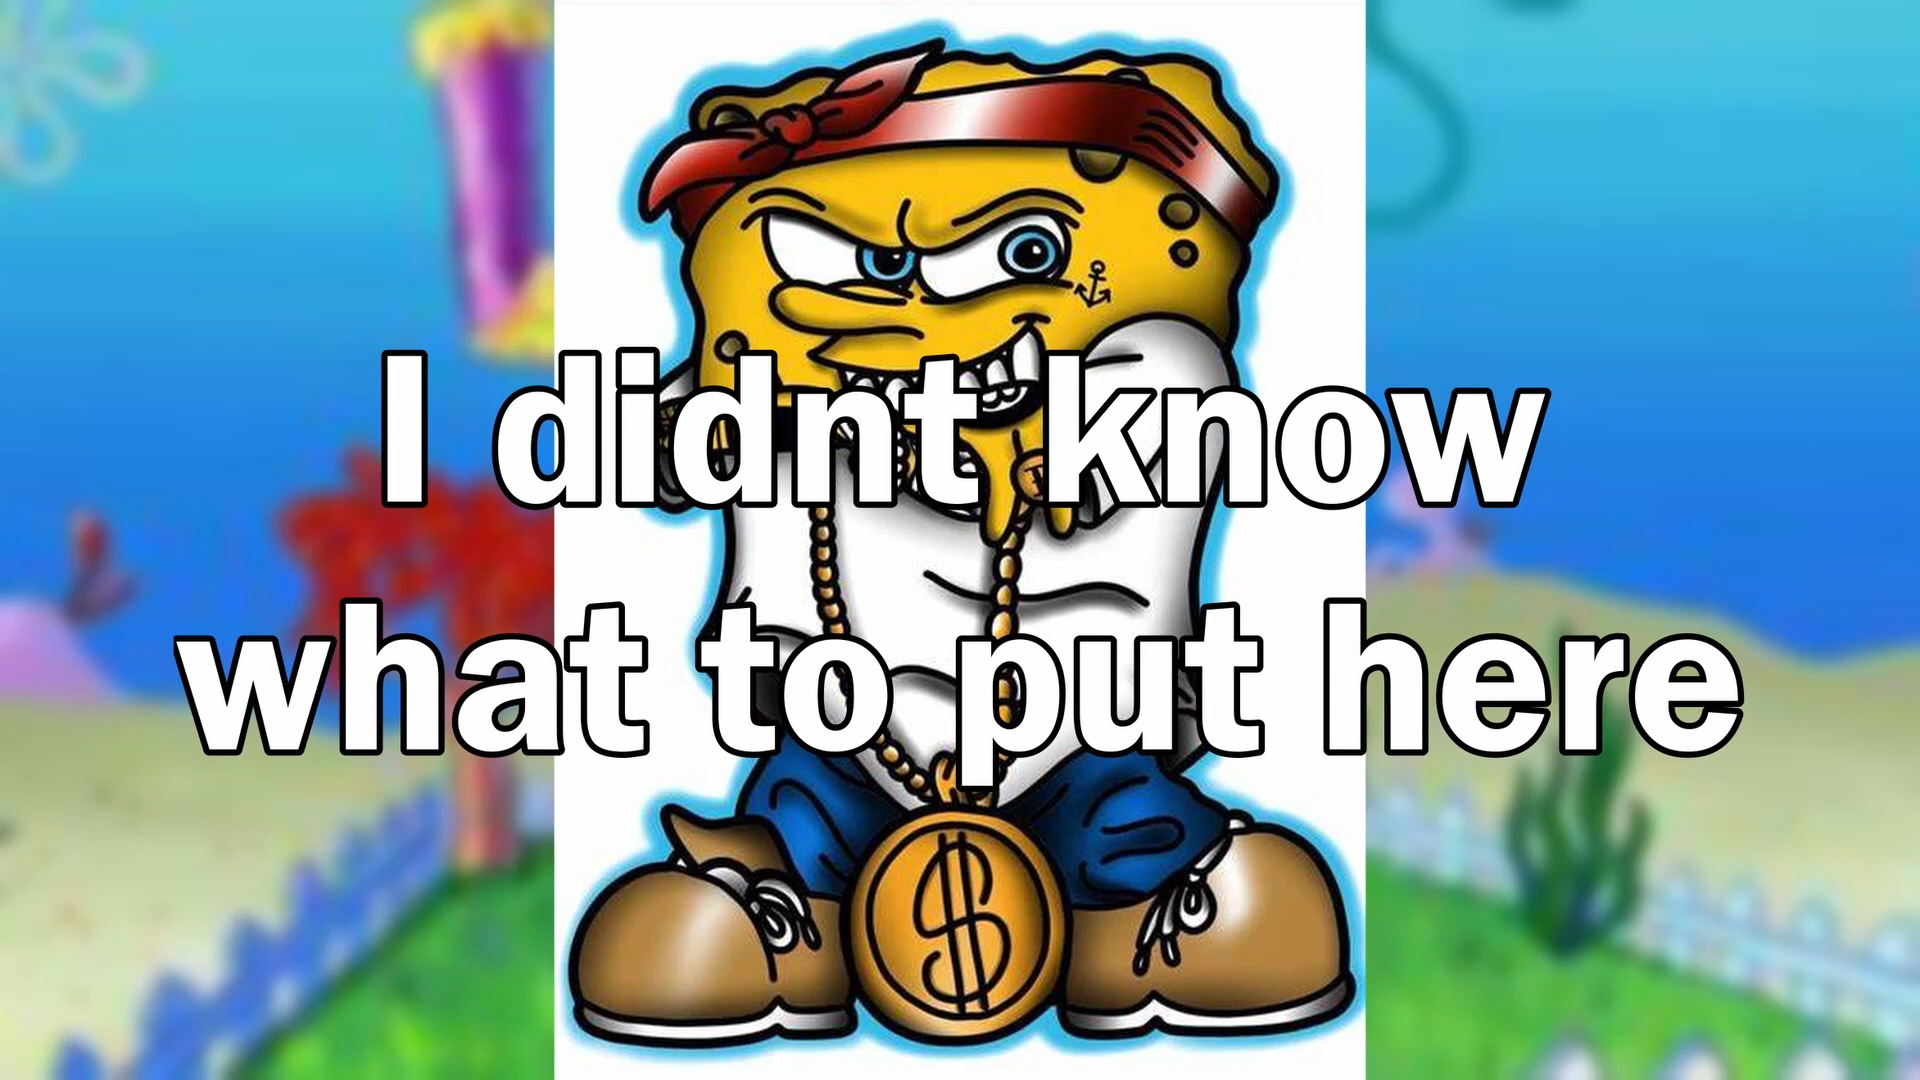 I didnt know
what to put here
$